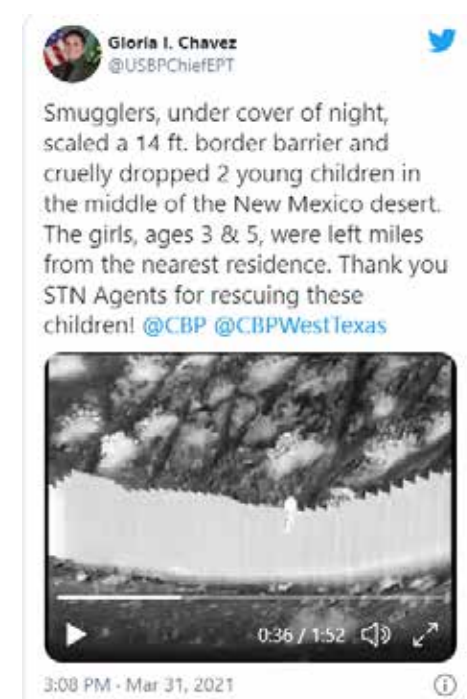 Gloria I. Chavez
@USBPChiefEPT
Smugglers, under cover of night,
scaled a 14 ft. border barrier and
cruelly dropped 2 young children in
the middle of the New Mexico desert.
The girls, ages 3 & 5, were left miles
from the nearest residence. Thank you
STN Agents for rescuing these
children! @CBP @CBPWestTexas
0:36 / 1:52
3:08 PM · Mar 31, 2021